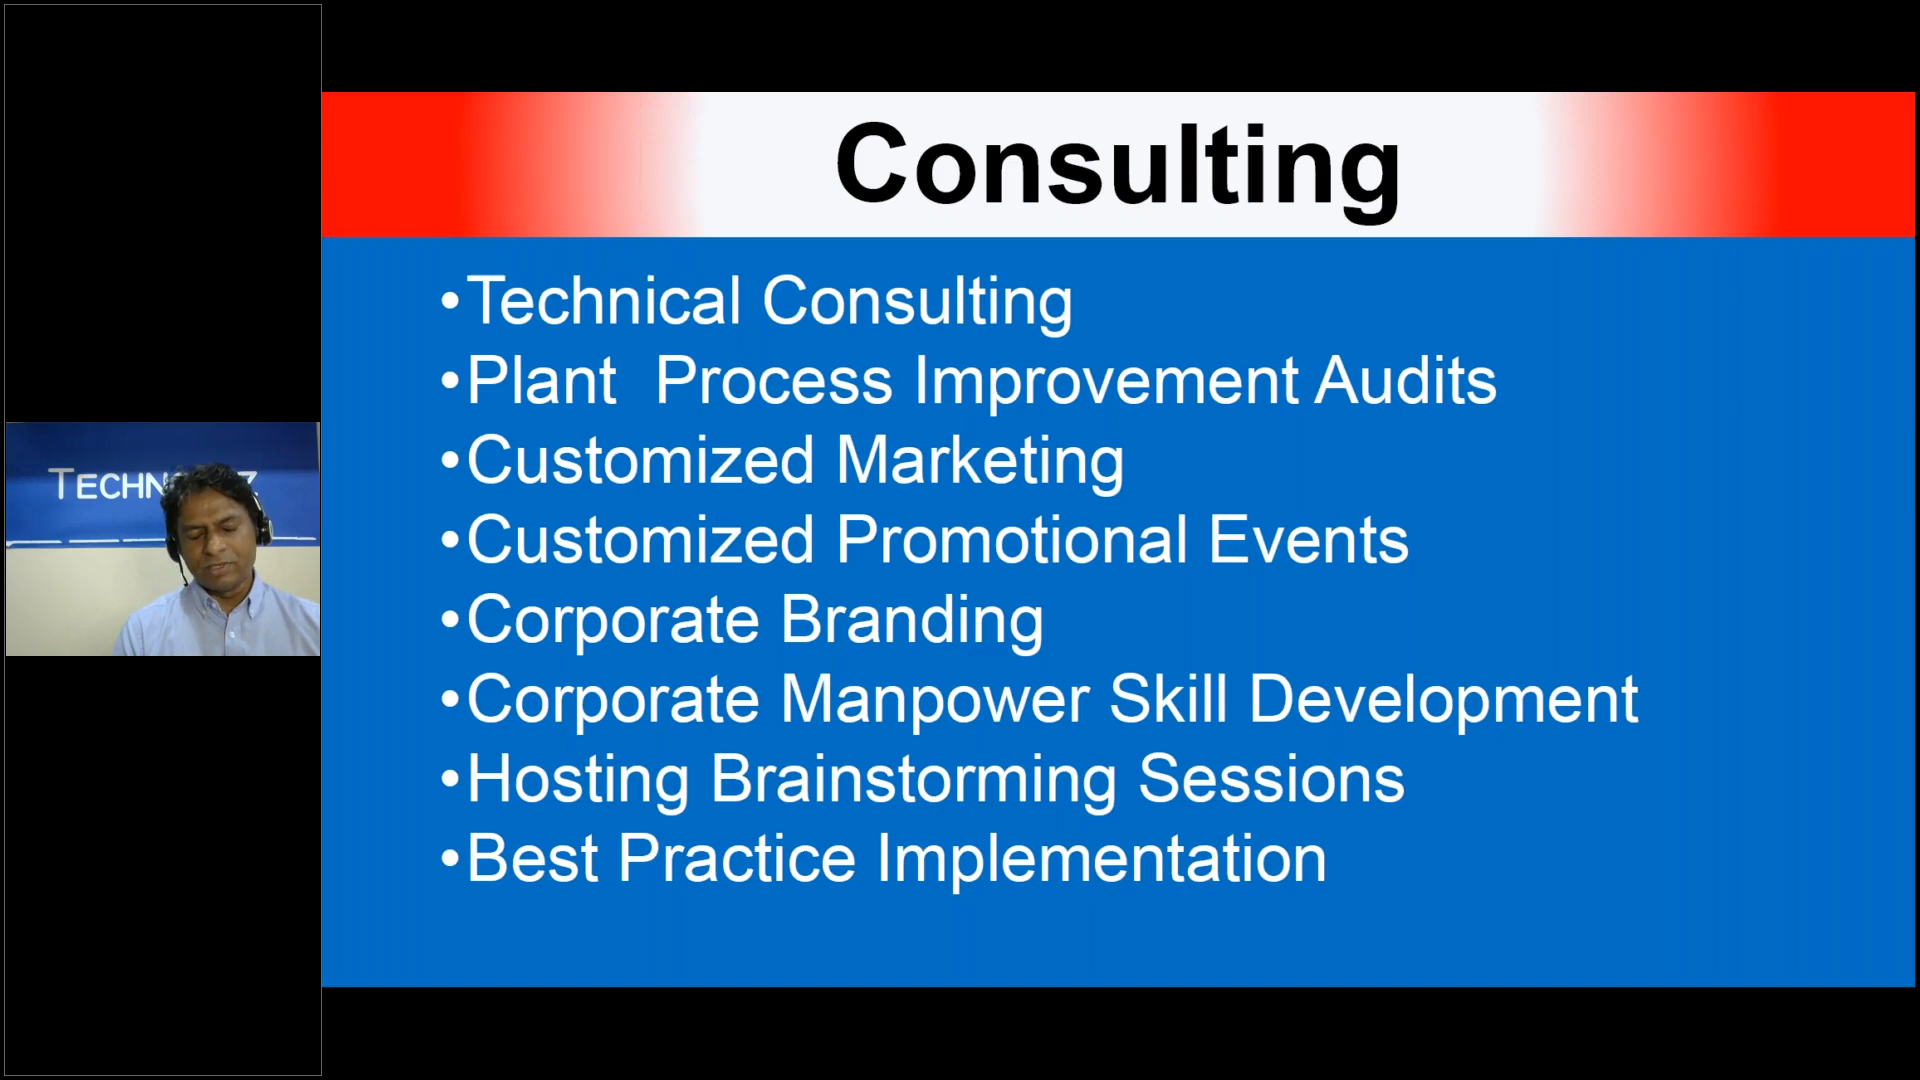 Consulting
•Technical Consulting
•Plant  Process Improvement Audits
•Customized Marketing
•Customized Promotional Events
•Corporate Branding
•Corporate Manpower Skill Development
•Hosting Brainstorming Sessions
•Best Practice Implementation